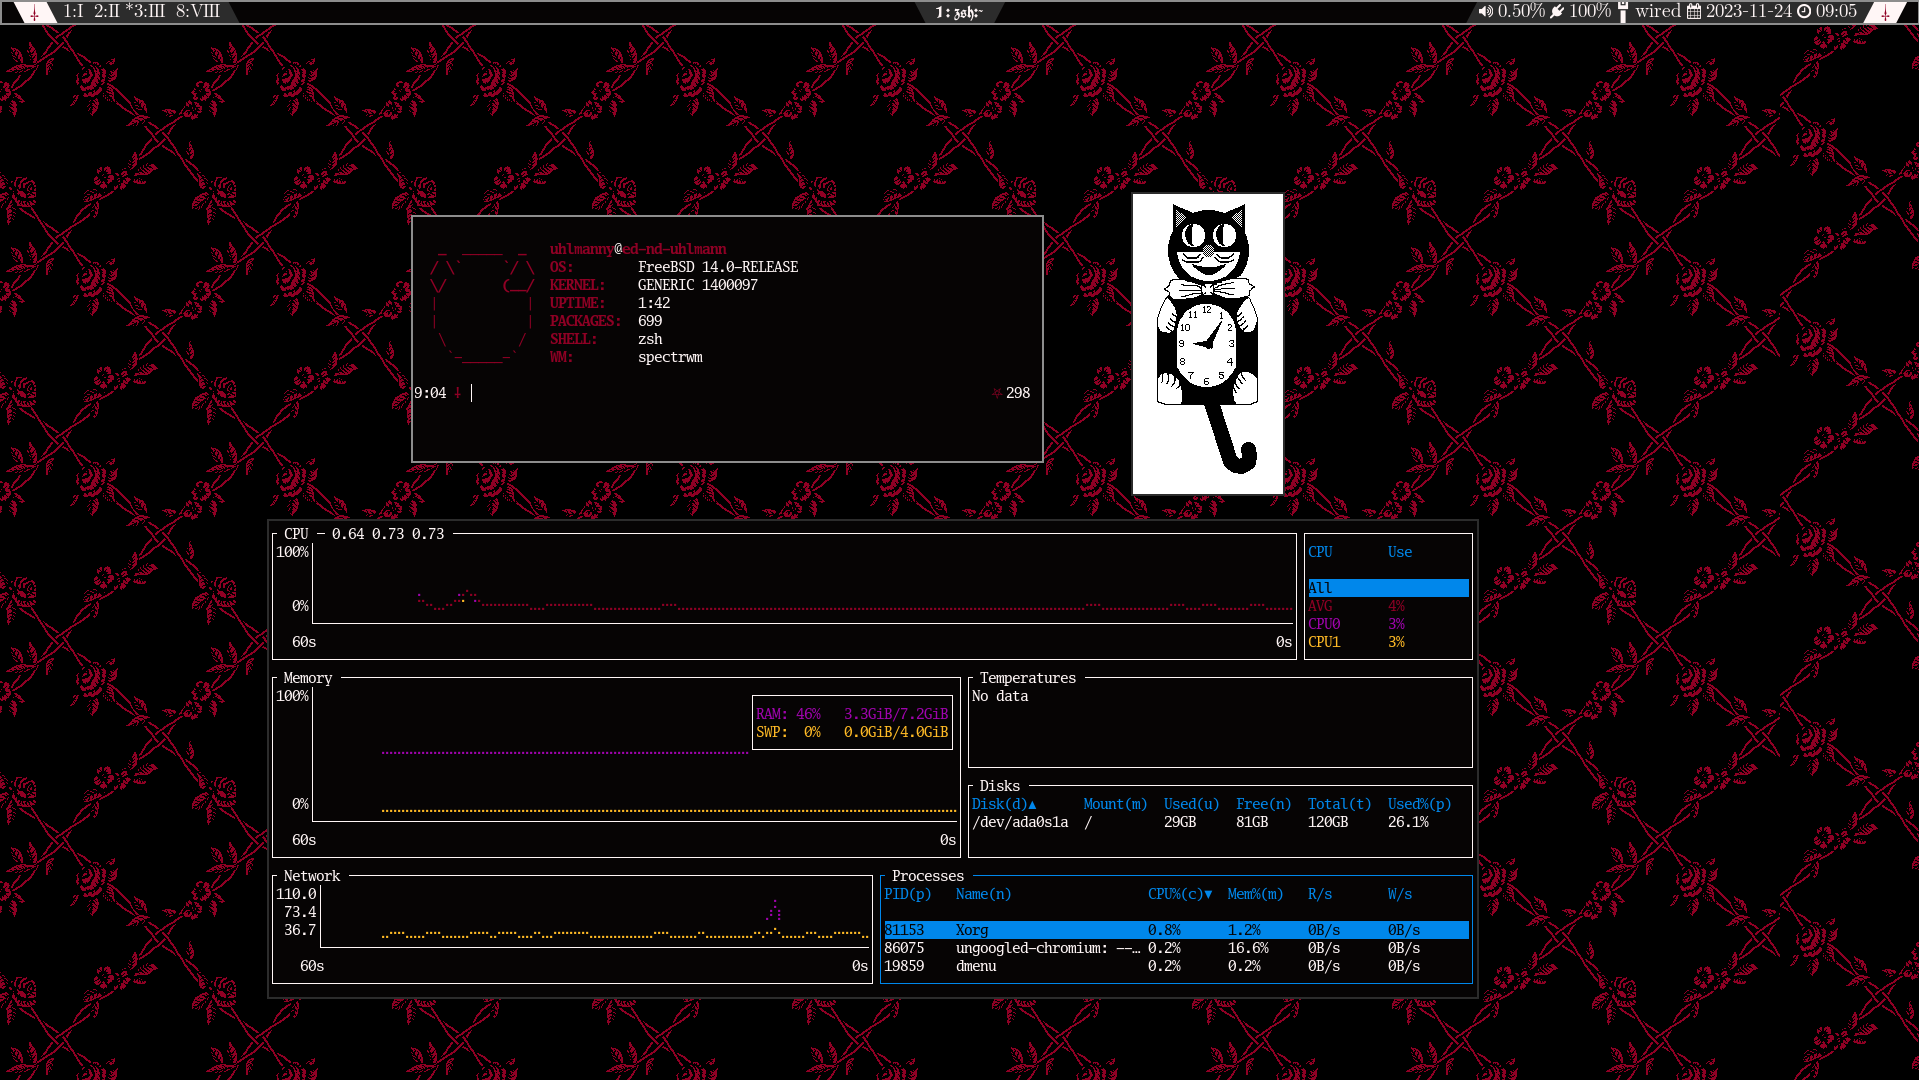 1:I 2:II *3:III 8:VIII
1 : zsh:~
0.50% 100% wired 2023-11-24 09:05
uhlmanny@ed-nd-uhlmann
OS: FreeBSD 14.0-RELEASE
KERNEL: GENERIC 1400097
UPTIME: 1:42
PACKAGES: 699
SHELL: zsh
WM: spectrwm
9:04 298
12
11 1
10 2
9 3
8 4
7 5
6
CPU - 0.64 0.73 0.73
100%
0%
60s 0s
CPU Use
All
AVG 4%
CPU0 3%
CPU1 3%
Memory
100%
RAM: 46% 3.3GiB/7.2GiB
SWP: 0% 0.0GiB/4.0GiB
0%
60s 0s
Temperatures
No data
Disks
Disk(d)▲ Mount(m) Used(u) Free(n) Total(t) Used%(p)
/dev/ada0s1a / 29GB 81GB 120GB 26.1%
Network
110.0
73.4
36.7
60s 0s
Processes
PID(p) Name(n) CPU%(c)▼ Mem%(m) R/s W/s
81153 Xorg 0.8% 1.2% 0B/s 0B/s
86075 ungoogled-chromium: --… 0.2% 16.6% 0B/s 0B/s
19859 dmenu 0.2% 0.2% 0B/s 0B/s